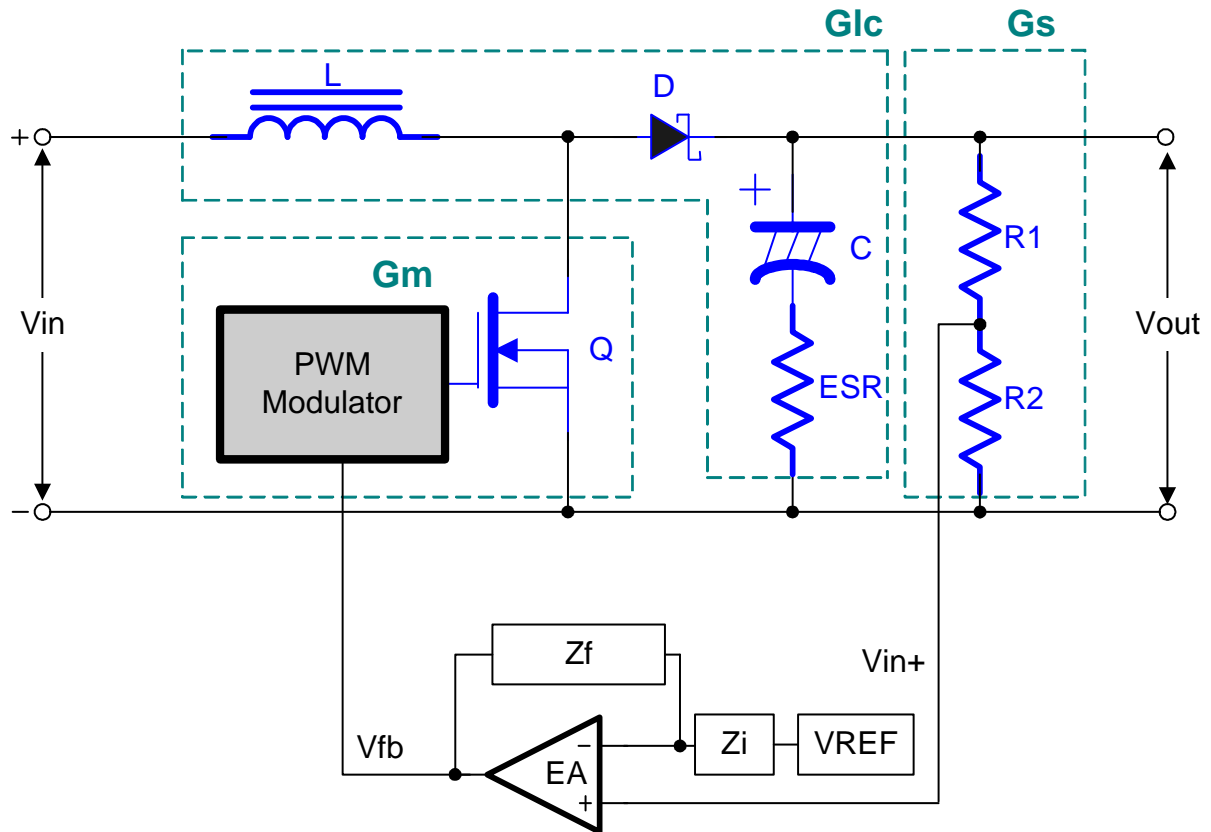 Glc
Gs
L
D
+
+
C
R1
Gm
Vin
PWM
Modulator
Q
Vout
ESR
R2
−
Zf
Vin+
Vfb
EA
−
+
Zi
VREF